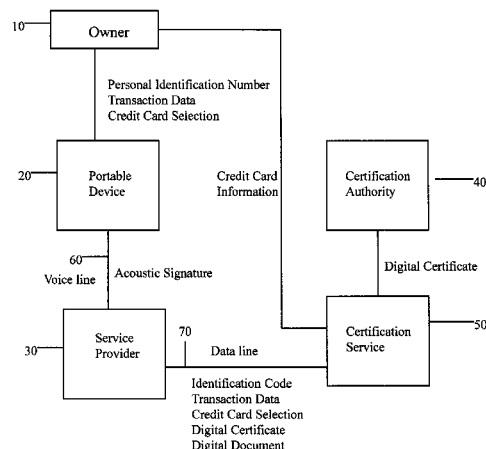 10
Owner
Personal Identification Number
Transaction Data
Credit Card Selection
20
Portable
Device
Credit Card
Information
Certification
Authority
40
60
Voice line
Acoustic Signature
Digital Certificate
30
Service
Provider
70
Data line
Certification
Service
50
Identification Code
Transaction Data
Credit Card Selection
Digital Certificate
Digital Document